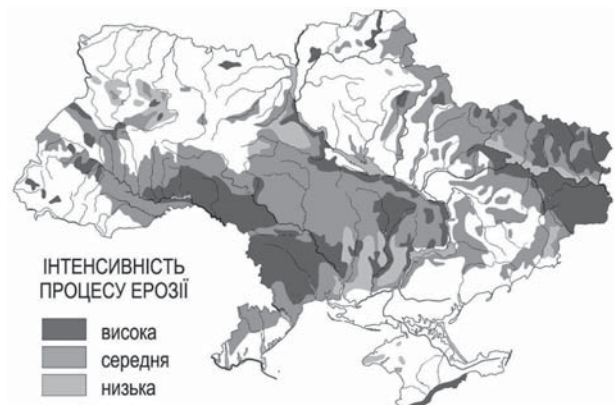 ІНТЕНСИВНІСТЬ
ПРОЦЕСУ ЕРОЗІЇ
висока
середня
низька